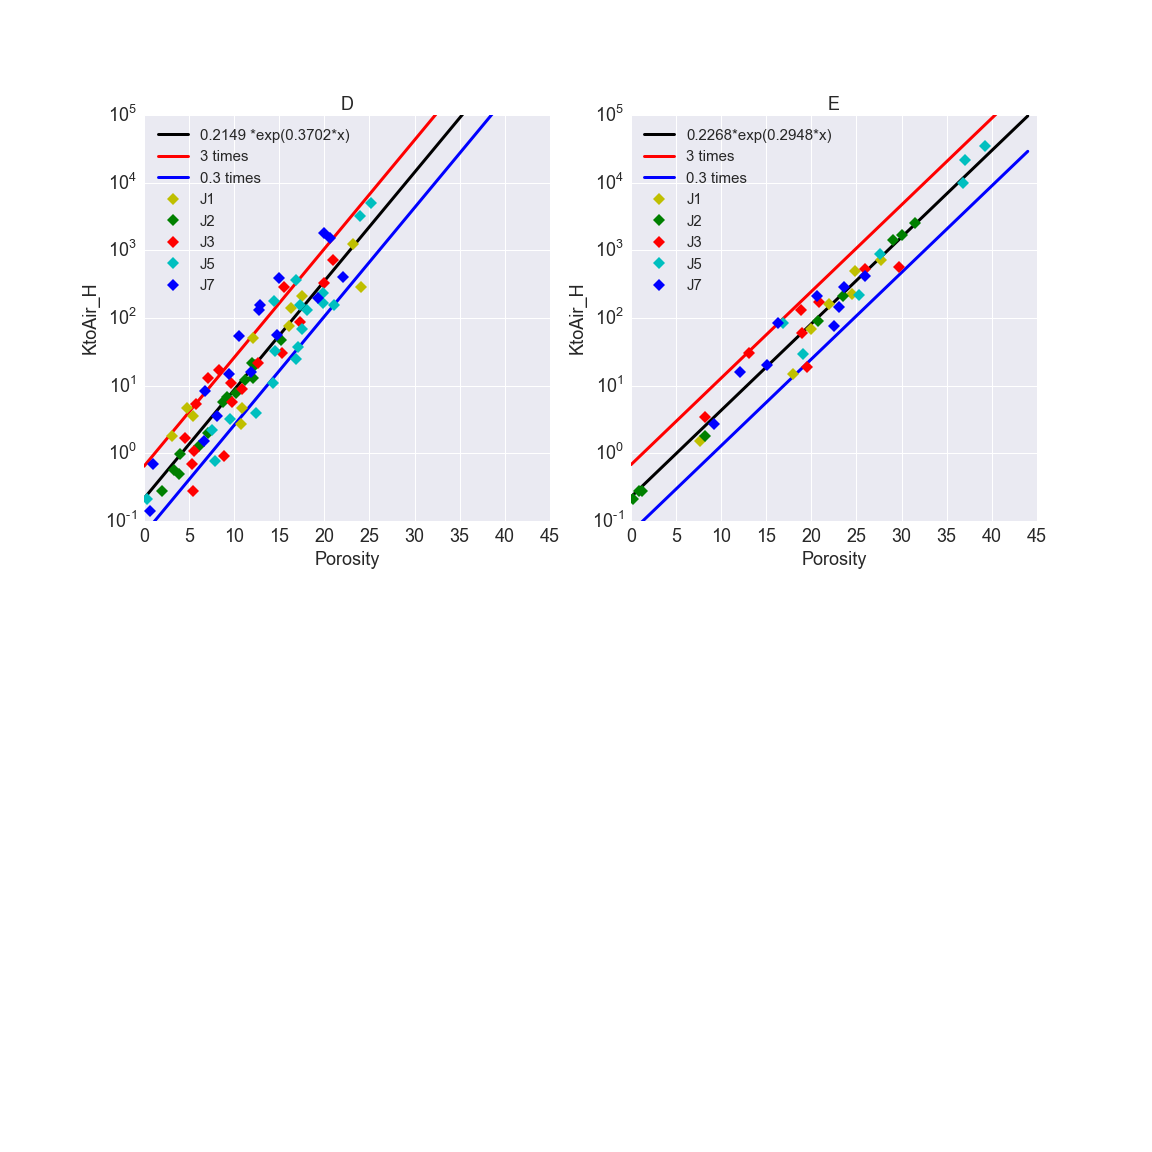 D
10^5
10^4
10^3
10^2
10^1
10^0
10^-1
KtoAir_H
0.2149 *exp(0.3702*x)
3 times
0.3 times
J1
J2
J3
J5
J7
0 5 10 15 20 25 30 35 40 45
Porosity
E
10^5
10^4
10^3
10^2
10^1
10^0
10^-1
KtoAir_H
0.2268*exp(0.2948*x)
3 times
0.3 times
J1
J2
J3
J5
J7
0 5 10 15 20 25 30 35 40 45
Porosity